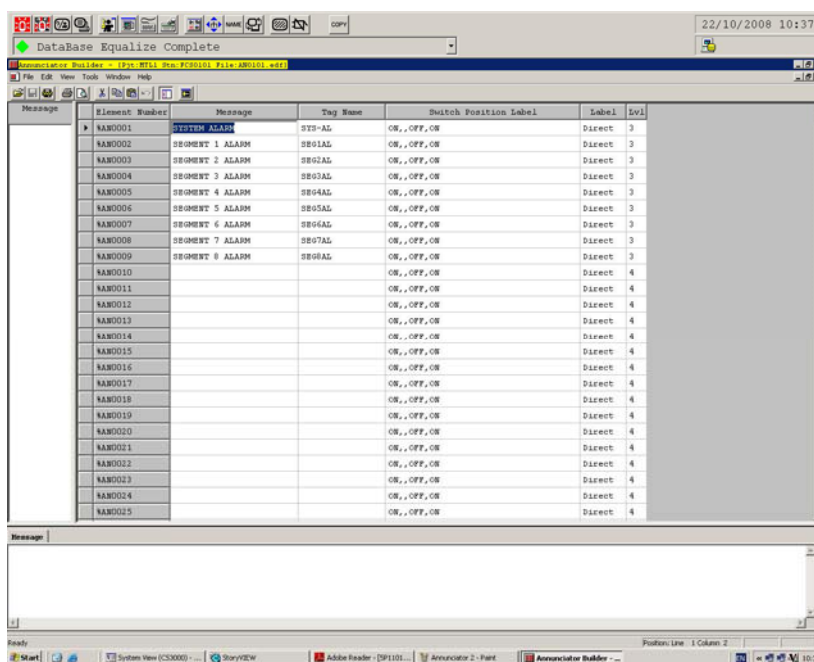 NAME
COPY
22/10/2008 10:37
DataBase Equalize Complete
Annunciator Builder - [Pjt:MTL1 Stn:FCS0101 File:AN0101.edf]
File Edit View Tools Window Help
Message
Element Number Message Tag Name Switch Position Label Label Lvl
%AN0001 SYSTEM ALARM SYS-AL ON,,OFF,ON Direct 3
%AN0002 SEGMENT 1 ALARM SEG1AL ON,,OFF,ON Direct 3
%AN0003 SEGMENT 2 ALARM SEG2AL ON,,OFF,ON Direct 3
%AN0004 SEGMENT 3 ALARM SEG3AL ON,,OFF,ON Direct 3
%AN0005 SEGMENT 4 ALARM SEG4AL ON,,OFF,ON Direct 3
%AN0006 SEGMENT 5 ALARM SEG5AL ON,,OFF,ON Direct 3
%AN0007 SEGMENT 6 ALARM SEG6AL ON,,OFF,ON Direct 3
%AN0008 SEGMENT 7 ALARM SEG7AL ON,,OFF,ON Direct 3
%AN0009 SEGMENT 8 ALARM SEG8AL ON,,OFF,ON Direct 3
%AN0010 ON,,OFF,ON Direct 4
%AN0011 ON,,OFF,ON Direct 4
%AN0012 ON,,OFF,ON Direct 4
%AN0013 ON,,OFF,ON Direct 4
%AN0014 ON,,OFF,ON Direct 4
%AN0015 ON,,OFF,ON Direct 4
%AN0016 ON,,OFF,ON Direct 4
%AN0017 ON,,OFF,ON Direct 4
%AN0018 ON,,OFF,ON Direct 4
%AN0019 ON,,OFF,ON Direct 4
%AN0020 ON,,OFF,ON Direct 4
%AN0021 ON,,OFF,ON Direct 4
%AN0022 ON,,OFF,ON Direct 4
%AN0023 ON,,OFF,ON Direct 4
%AN0024 ON,,OFF,ON Direct 4
%AN0025 ON,,OFF,ON Direct 4
Message
Ready Position: Line 1 Column 2
Start System View (CS3000) - ... StoryVIEW Adobe Reader - [SP1101... Annunciator 2 - Paint Annunciator Builder - ... EN 10: